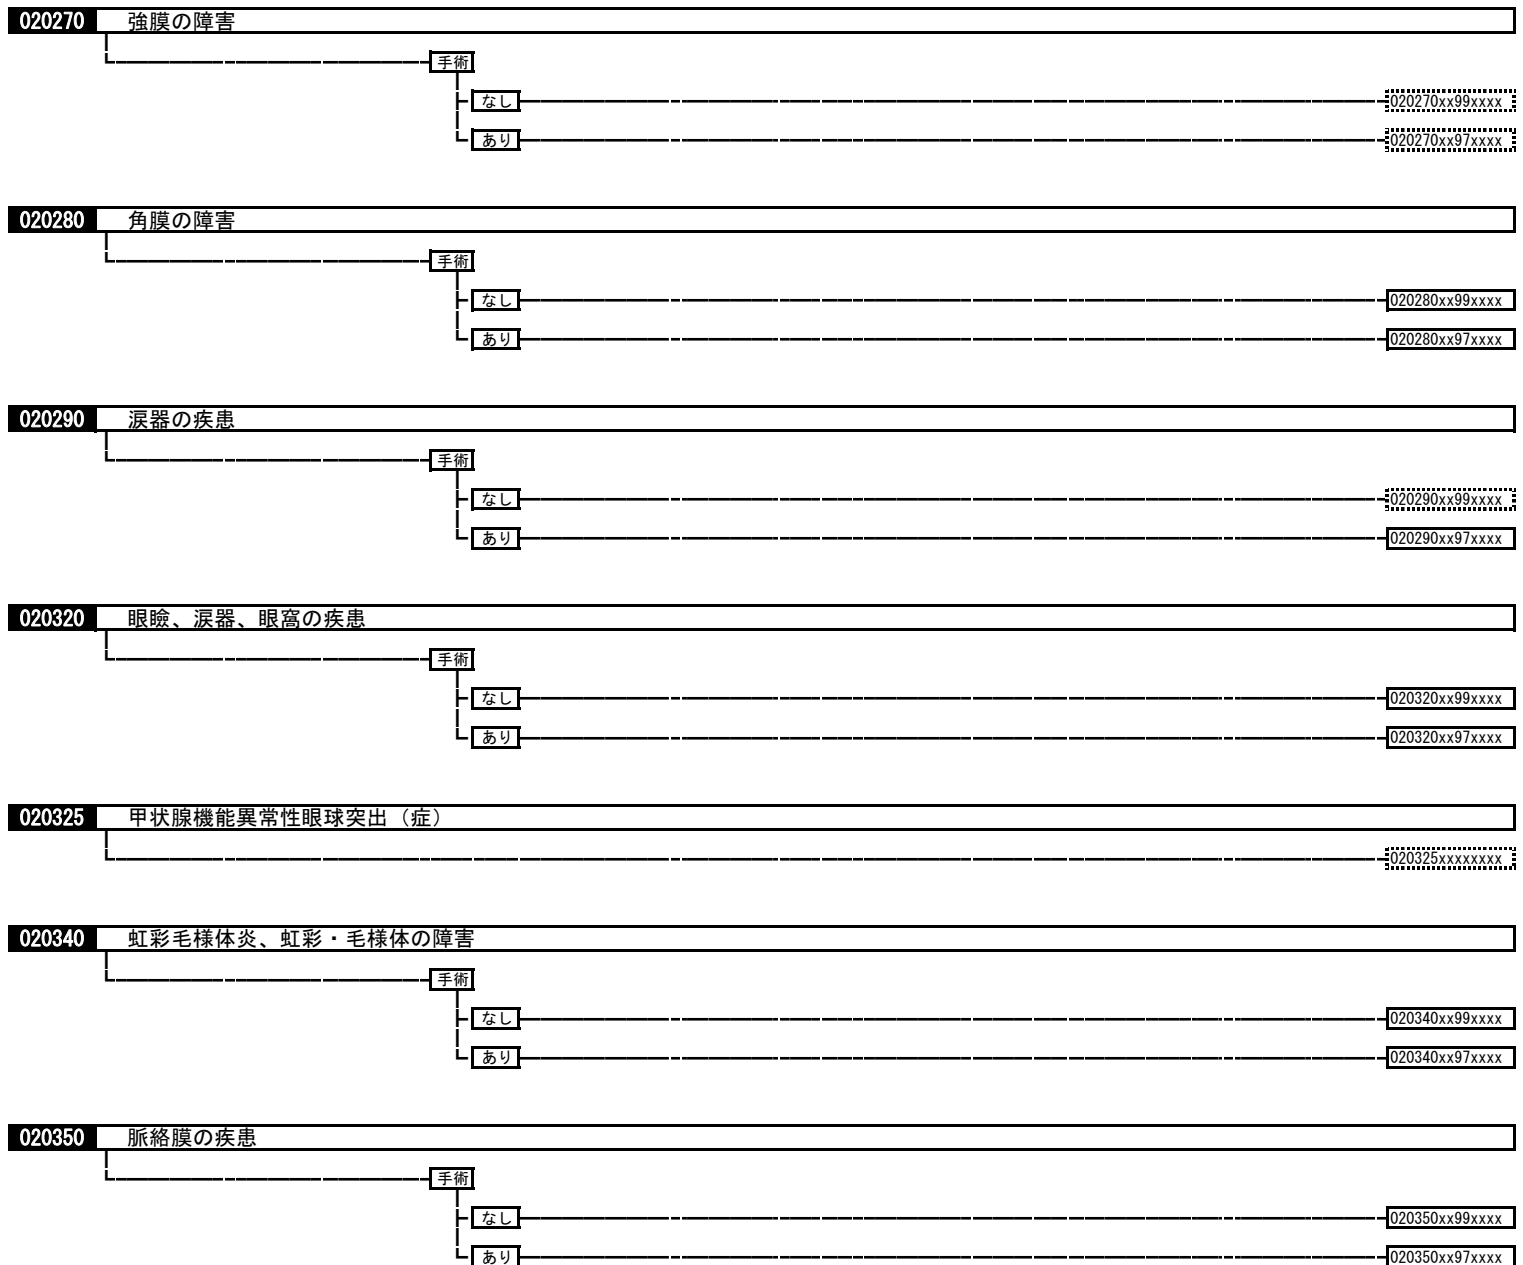 020270 強膜の障害
手術
なし 020270xx99xxxx
あり 020270xx97xxxx
020280 角膜の障害
手術
なし 020280xx99xxxx
あり 020280xx97xxxx
020290 涙器の疾患
手術
なし 020290xx99xxxx
あり 020290xx97xxxx
020320 眼瞼、涙器、眼窩の疾患
手術
なし 020320xx99xxxx
あり 020320xx97xxxx
020325 甲状腺機能異常性眼球突出（症）
020325xxxxxxxx
020340 虹彩毛様体炎、虹彩・毛様体の障害
手術
なし 020340xx99xxxx
あり 020340xx97xxxx
020350 脈絡膜の疾患
手術
なし 020350xx99xxxx
あり 020350xx97xxxx